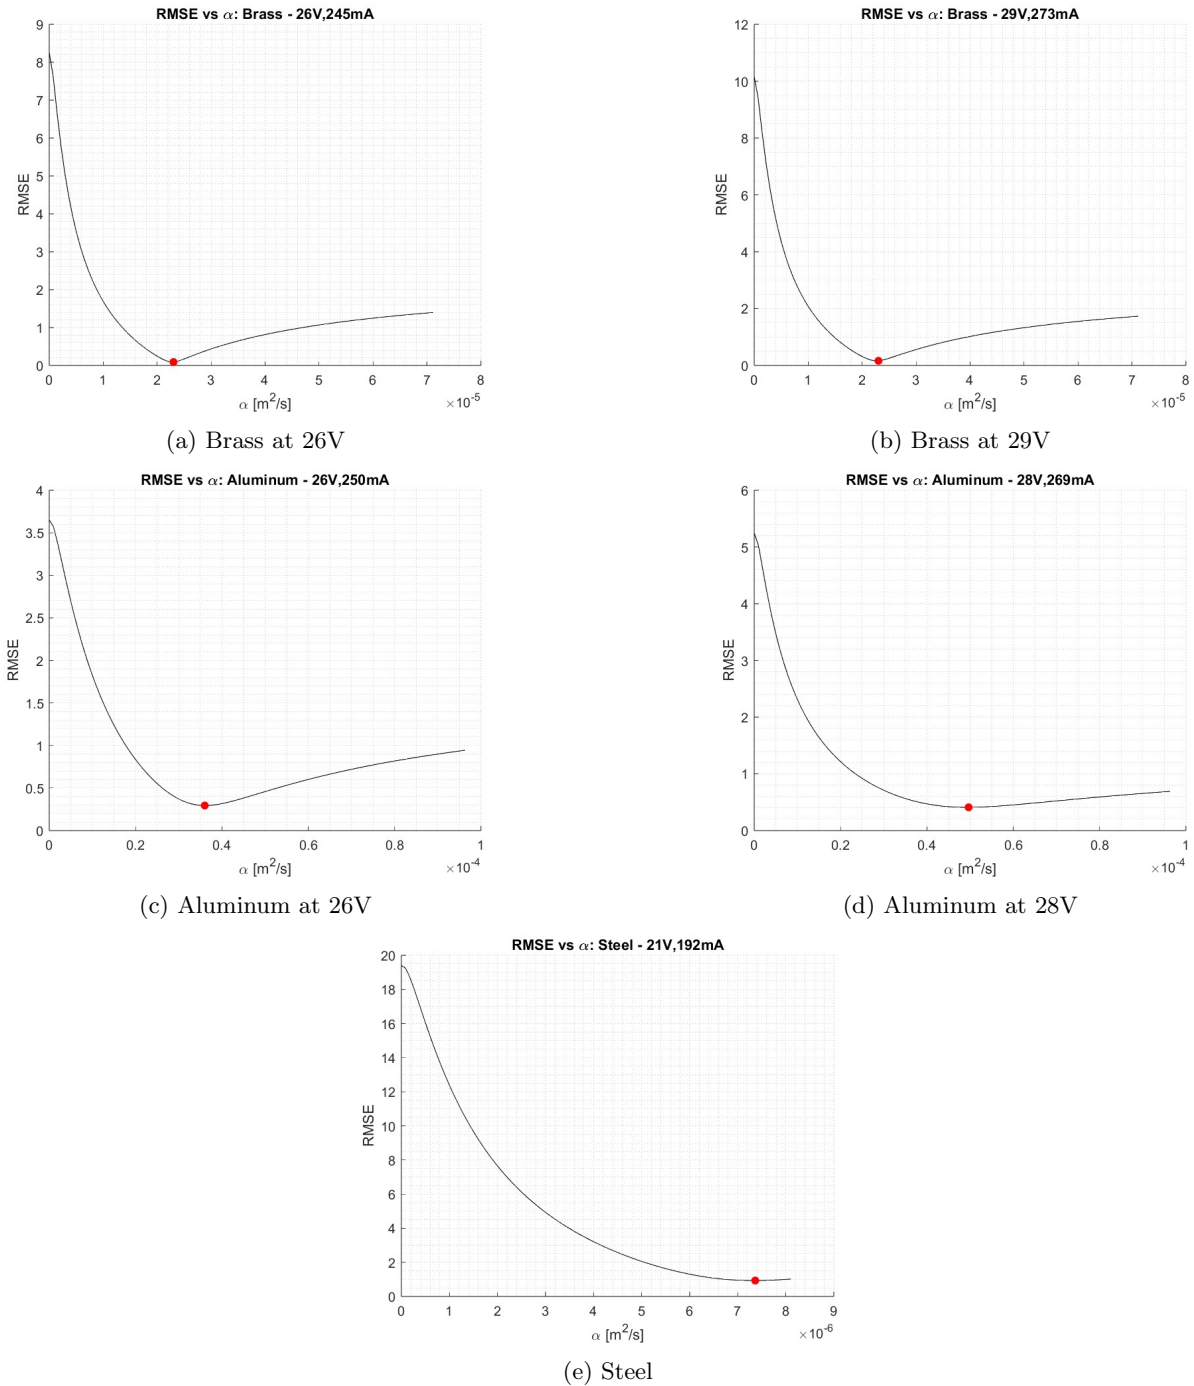 RMSE vs α: Brass - 26V,245mA
9
8
7
6
5
4
3
2
1
0
RMSE
0 1 2 3 4 5 6 7 8
α [m²/s]
×10⁻⁵
(a) Brass at 26V
RMSE vs α: Brass - 29V,273mA
12
10
8
6
4
2
0
RMSE
0 1 2 3 4 5 6 7 8
α [m²/s]
×10⁻⁵
(b) Brass at 29V
RMSE vs α: Aluminum - 26V,250mA
4
3.5
3
2.5
2
1.5
1
0.5
0
RMSE
0 0.2 0.4 0.6 0.8 1
α [m²/s]
×10⁻⁴
(c) Aluminum at 26V
RMSE vs α: Aluminum - 28V,269mA
6
5
4
3
2
1
0
RMSE
0 0.2 0.4 0.6 0.8 1
α [m²/s]
×10⁻⁴
(d) Aluminum at 28V
RMSE vs α: Steel - 21V,192mA
20
18
16
14
12
10
8
6
4
2
0
RMSE
0 1 2 3 4 5 6 7 8 9
α [m²/s]
×10⁻⁶
(e) Steel